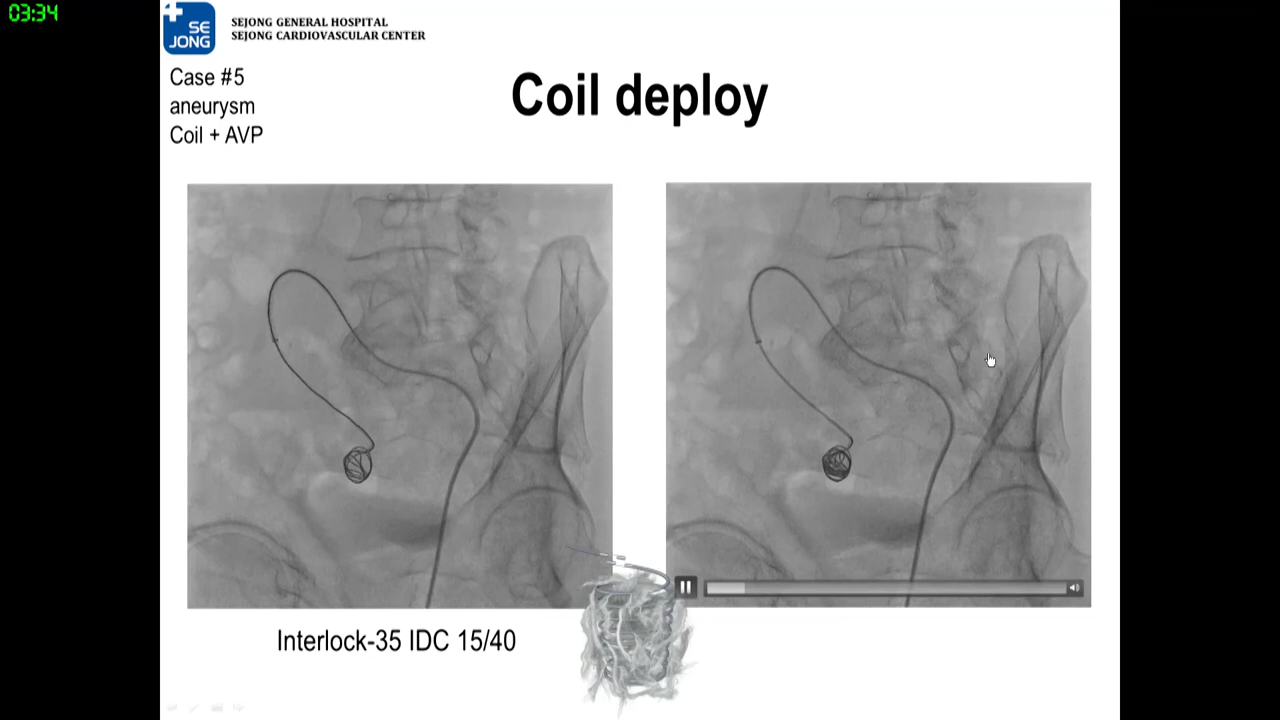 03:34
SE
JONG
SEJONG GENERAL HOSPITAL
SEJONG CARDIOVASCULAR CENTER
Case #5
aneurysm
Coil + AVP
Coil deploy
Interlock-35 IDC 15/40